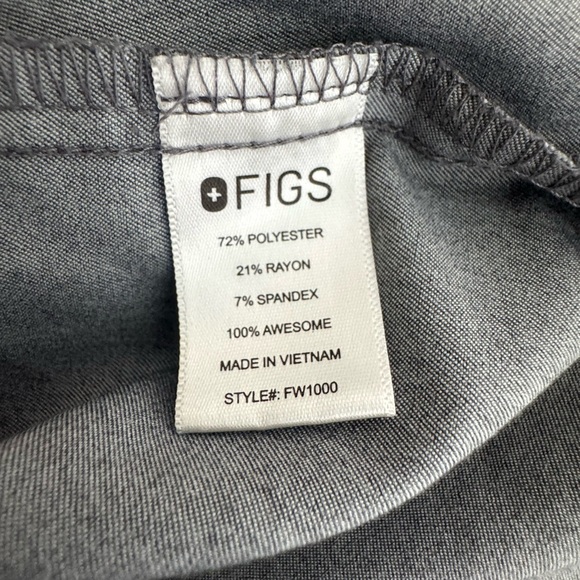 FIGS
72% POLYESTER
21% RAYON
7% SPANDEX
100% AWESOME
MADE IN VIETNAM
STYLE#: FW1000